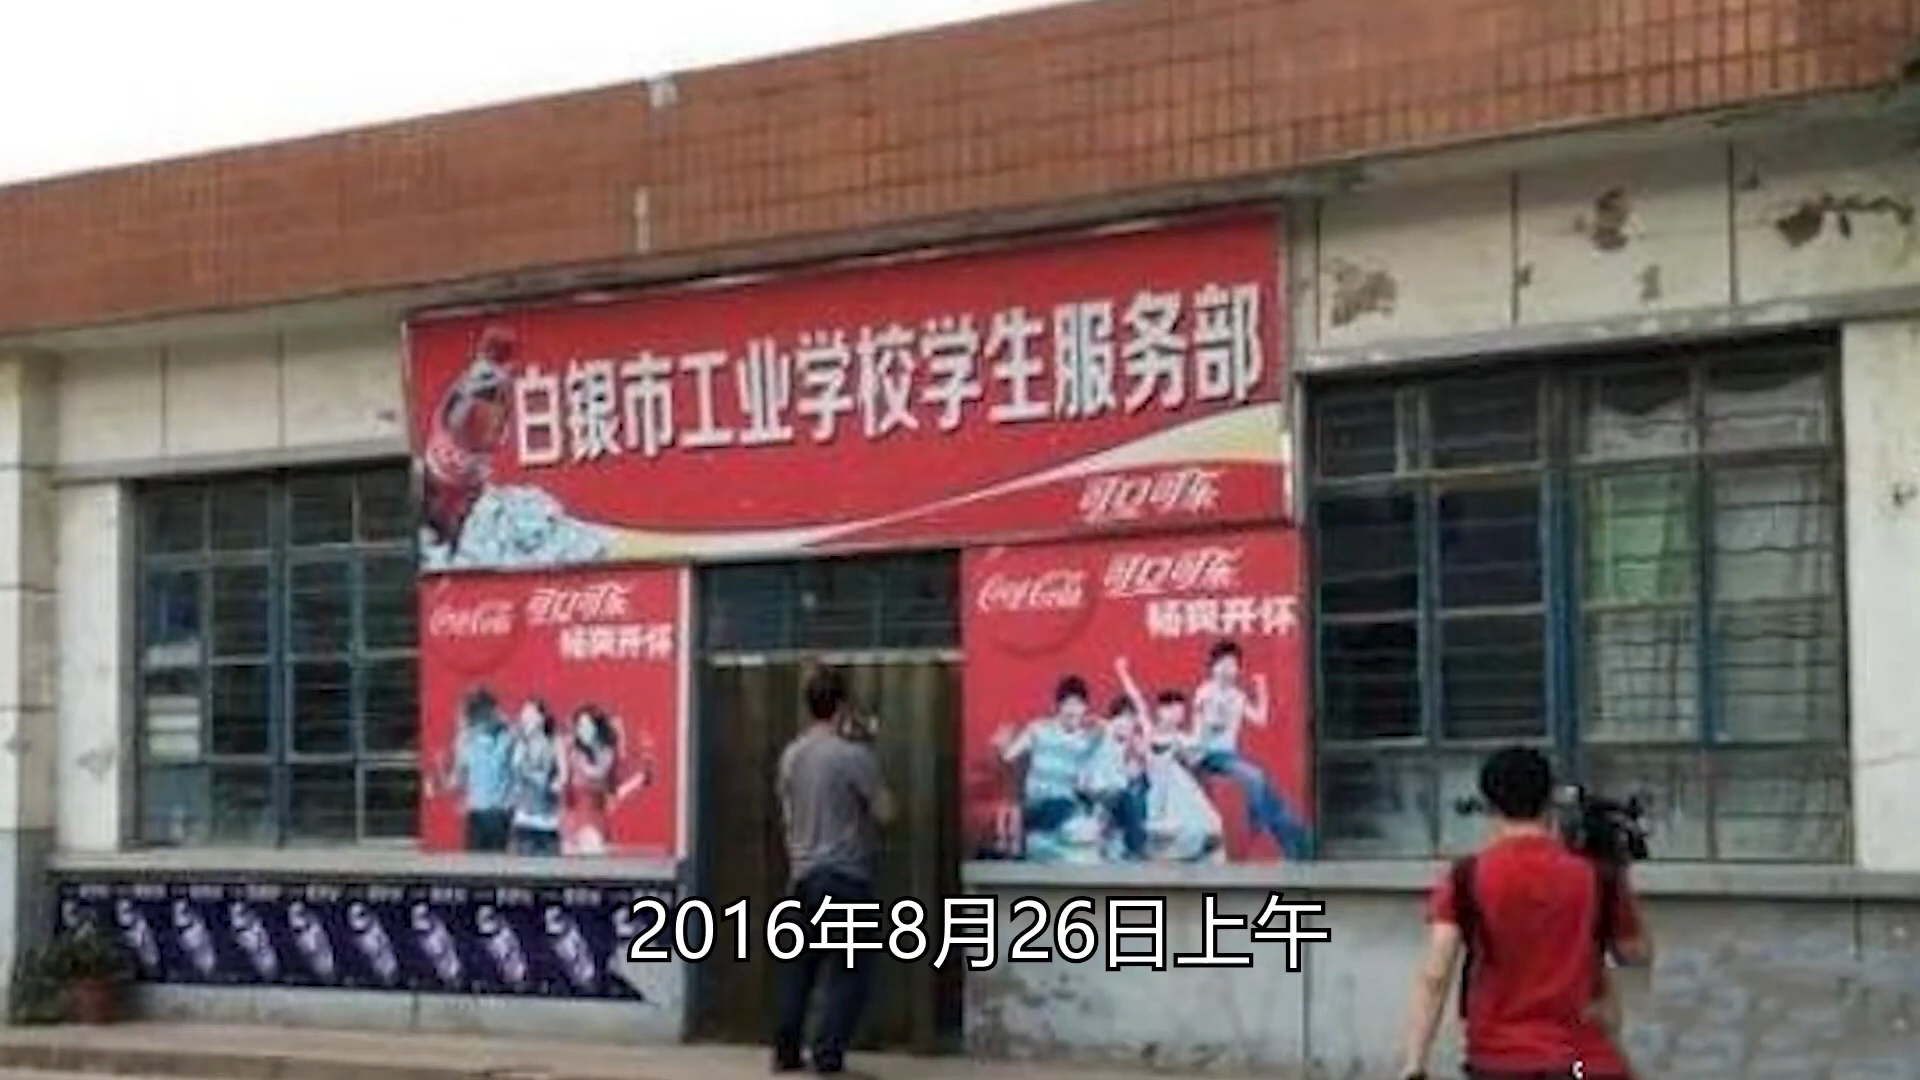 白银市工业学校学生服务部
可口可乐
Coca-Cola 可口可乐
畅爽开怀
Coca-Cola 可口可乐
畅爽开怀
2016年8月26日上午